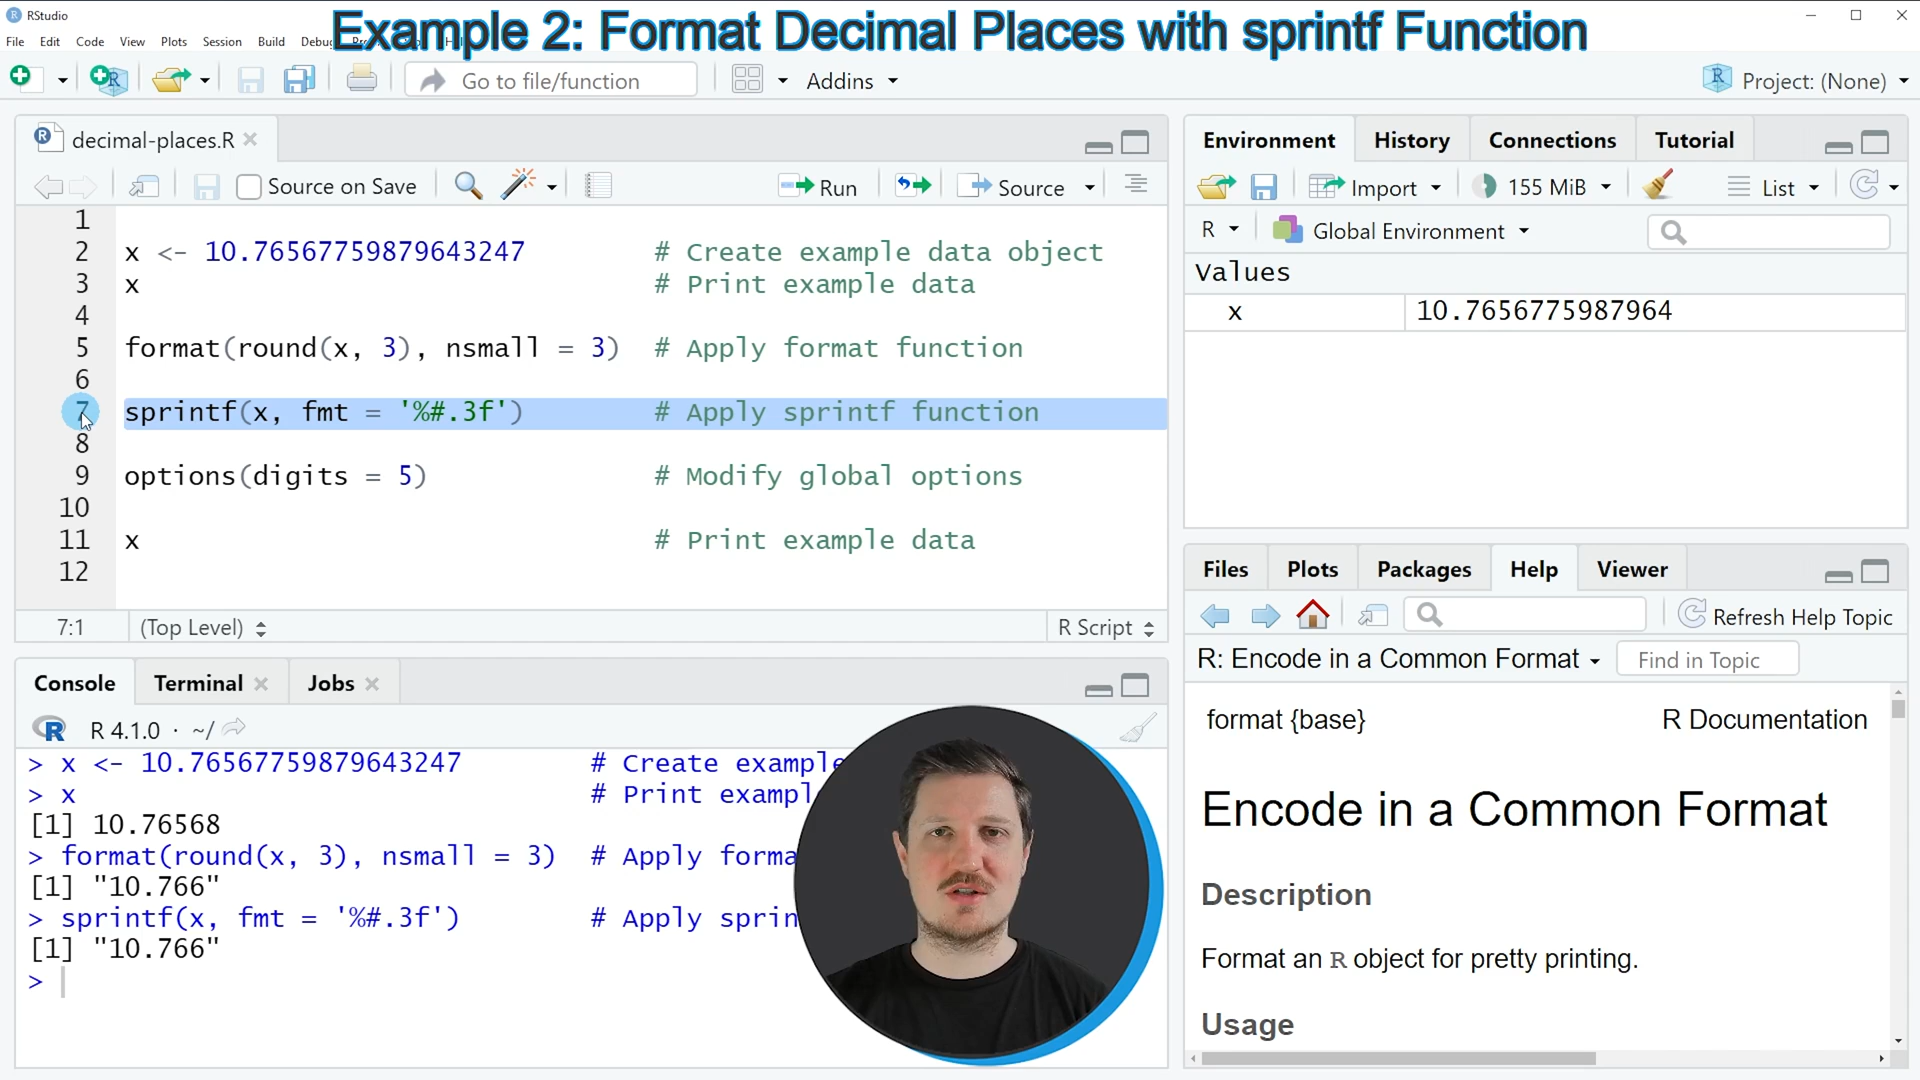 RStudio
Example 2: Format Decimal Places with sprintf Function
File Edit Code View Plots Session Build Debug
Go to file/function
Addins
Project: (None)
decimal-places.R
Source on Save
Run
Source
1
2 x <- 10.76567759879643247 # Create example data object
3 x # Print example data
4
5 format(round(x, 3), nsmall = 3) # Apply format function
6
7 sprintf(x, fmt = '%#.3f') # Apply sprintf function
8
9 options(digits = 5) # Modify global options
10
11 x # Print example data
12
7:1 (Top Level) R Script
Console Terminal Jobs
R 4.1.0 · ~/
> x <- 10.76567759879643247 # Create example
> x # Print exampl
[1] 10.76568
> format(round(x, 3), nsmall = 3) # Apply forma
[1] "10.766"
> sprintf(x, fmt = '%#.3f') # Apply sprin
[1] "10.766"
>
Environment History Connections Tutorial
Import 155 MiB List
R Global Environment
Values
x 10.7656775987964
Files Plots Packages Help Viewer
Refresh Help Topic
R: Encode in a Common Format Find in Topic
format {base} R Documentation
Encode in a Common Format
Description
Format an R object for pretty printing.
Usage